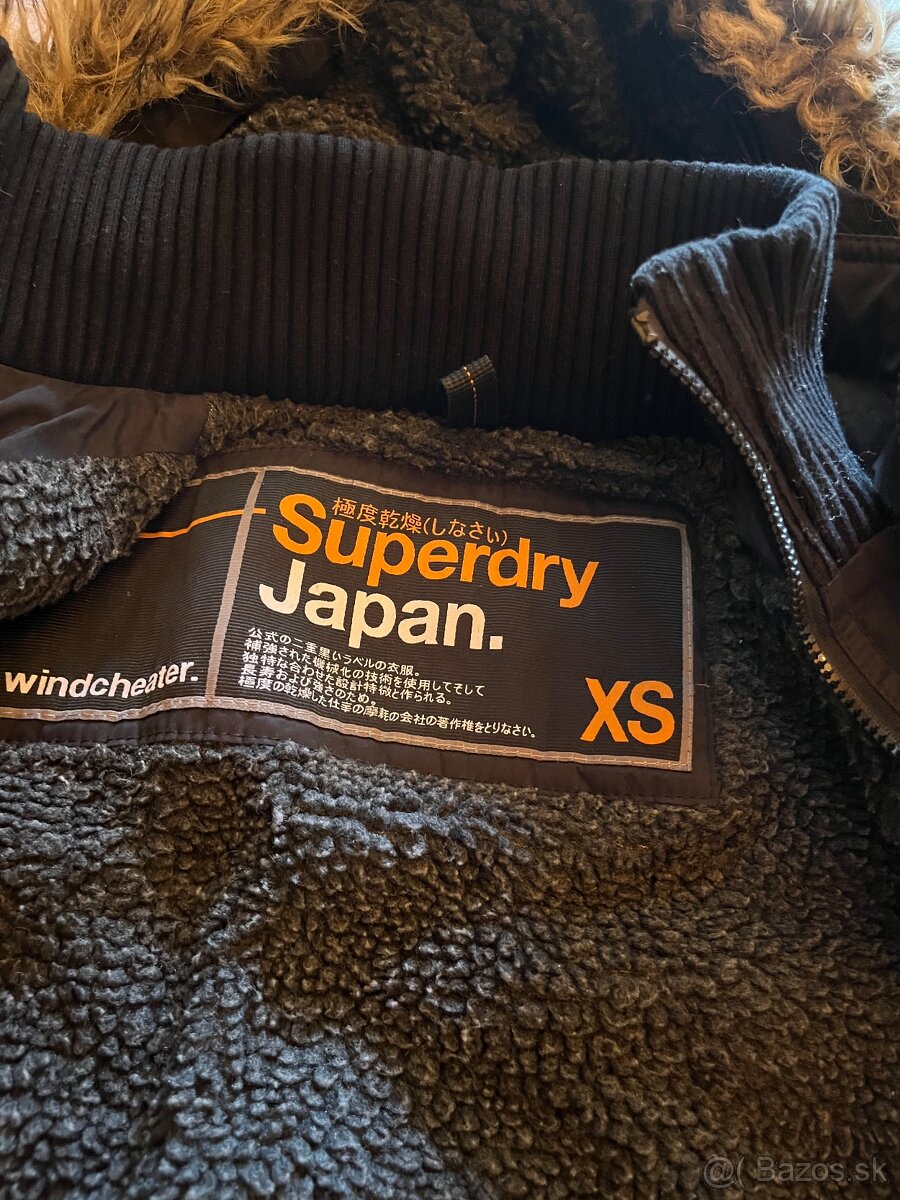 極度乾燥(しなさい)
Superdry
Japan.
公式の二重黒いラベルの衣服。
補強された機械化の技術を使用してそして
独特な合わせた設計特徴と作られる。
長寿および強さのため。
極度の乾燥した仕事の摩耗の会社の著作権をとりなさい。
windcheater.
XS
@( Bazos.sk